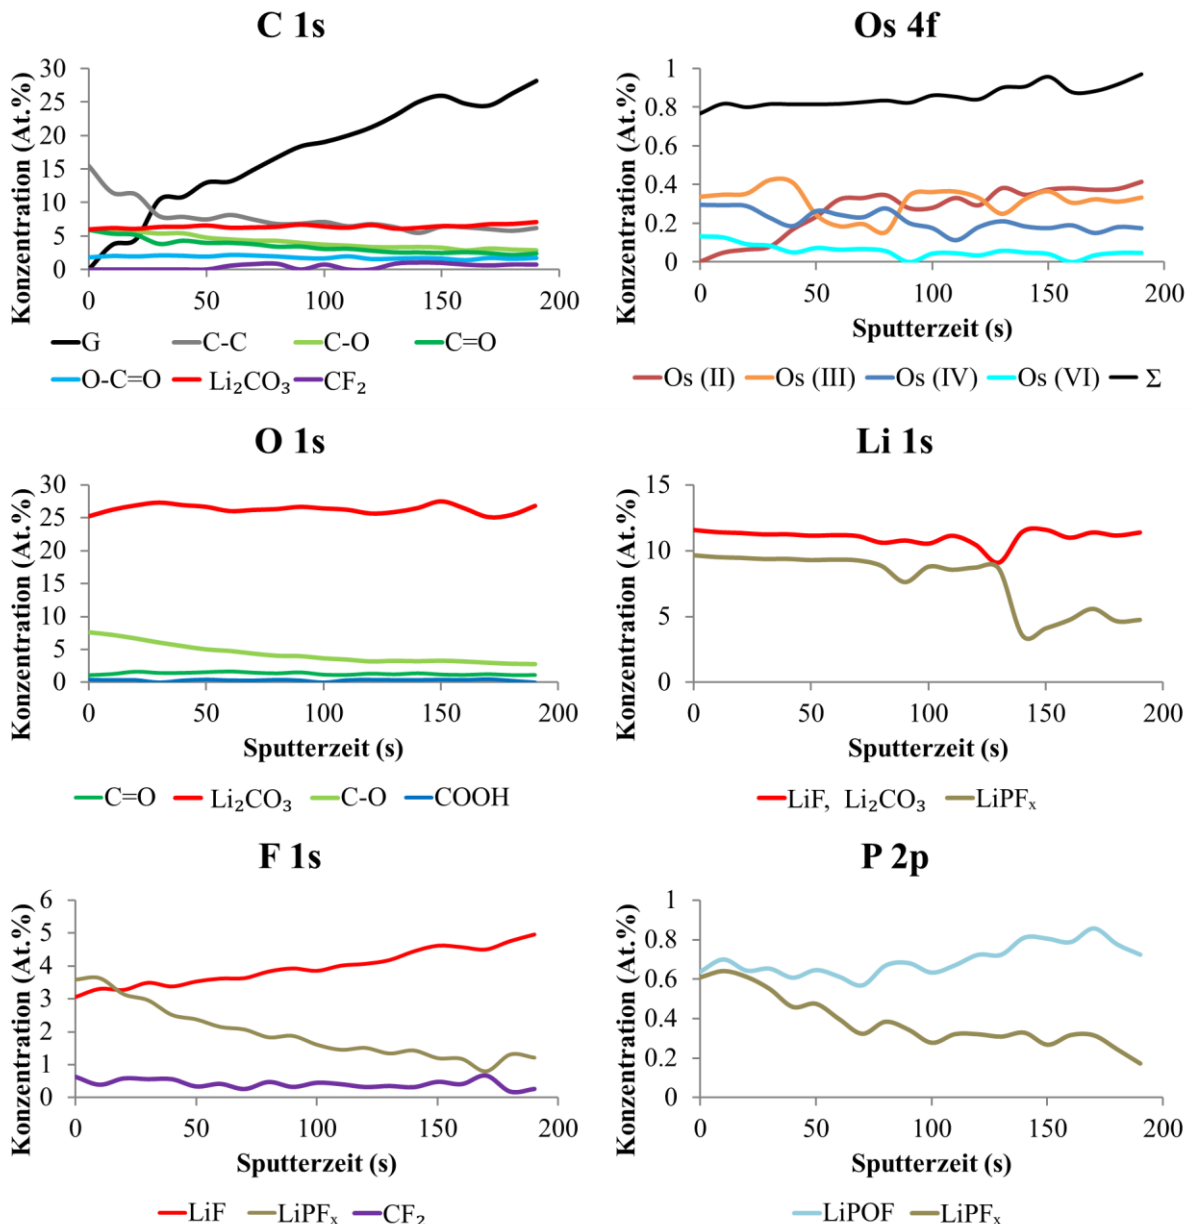 C 1s
Konzentration (At.%)
30
25
20
15
10
5
0
0 50 100 150 200
Sputterzeit (s)
G C-C C-O C=O
O-C=O Li₂CO₃ CF₂
Os 4f
Konzentration (At.%)
1
0.8
0.6
0.4
0.2
0
0 50 100 150 200
Sputterzeit (s)
Os (II) Os (III) Os (IV) Os (VI) Σ
O 1s
Konzentration (At.%)
30
25
20
15
10
5
0
0 50 100 150 200
Sputterzeit (s)
C=O Li₂CO₃ C-O COOH
Li 1s
Konzentration (At.%)
15
10
5
0
0 50 100 150 200
Sputterzeit (s)
LiF, Li₂CO₃ LiPFₓ
F 1s
Konzentration (At.%)
6
5
4
3
2
1
0
0 50 100 150 200
Sputterzeit (s)
LiF LiPFₓ CF₂
P 2p
Konzentration (At.%)
1
0.8
0.6
0.4
0.2
0
0 50 100 150 200
Sputterzeit (s)
LiPOF LiPFₓ